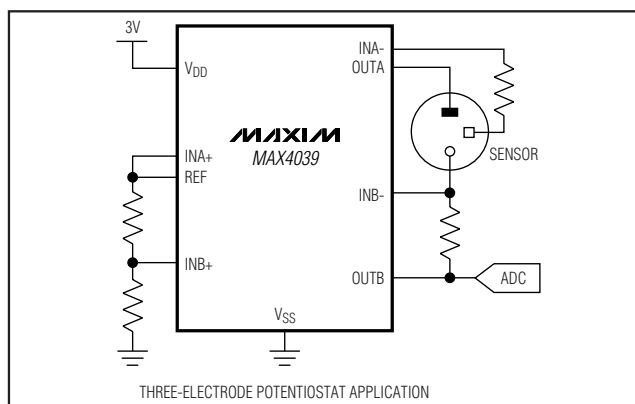 3V
VDD
INA-
OUTA
MAXIM
MAX4039
INA+
REF
SENSOR
INB-
INB+
OUTB
ADC
VSS
THREE-ELECTRODE POTENTIOSTAT APPLICATION